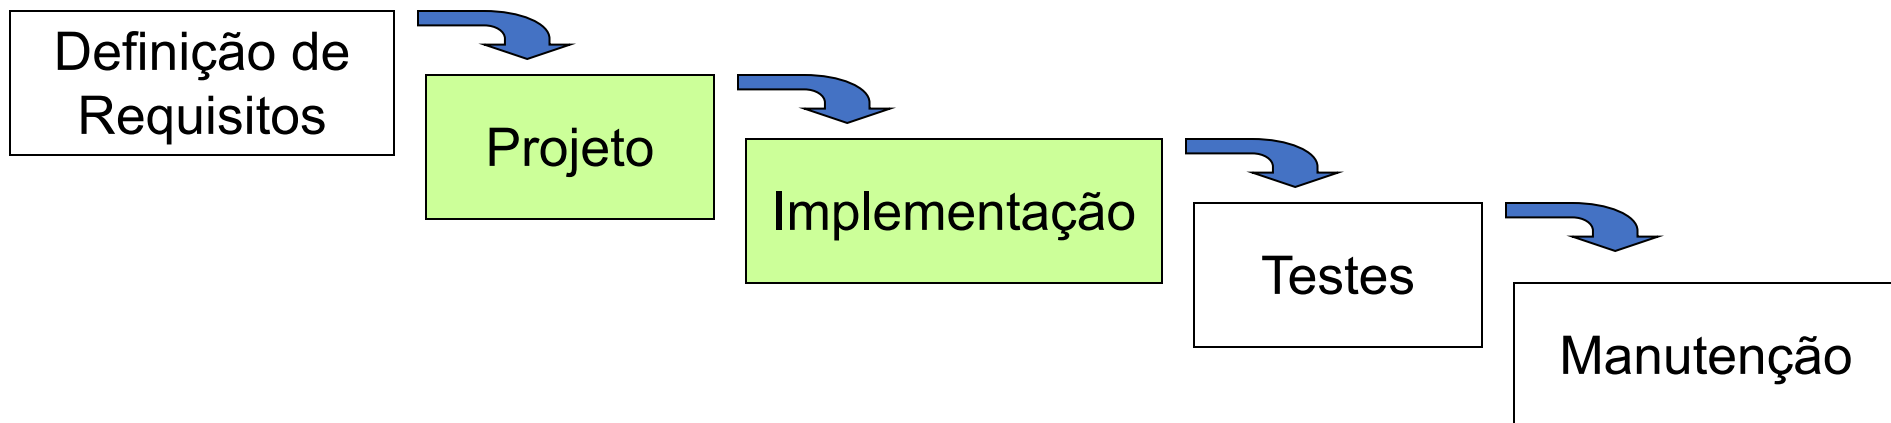 Definição de
Requisitos
Projeto
Implementação
Testes
Manutenção